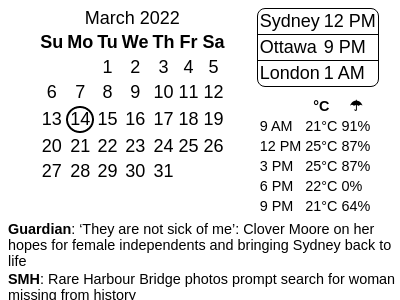 March 2022
Su Mo Tu We Th Fr Sa
1 2 3 4 5
6 7 8 9 10 11 12
13 14 15 16 17 18 19
20 21 22 23 24 25 26
27 28 29 30 31
Sydney 12 PM
Ottawa 9 PM
London 1 AM
°C ☂
9 AM 21°C 91%
12 PM 25°C 87%
3 PM 25°C 87%
6 PM 22°C 0%
9 PM 21°C 64%
Guardian: ‘They are not sick of me’: Clover Moore on her
hopes for female independents and bringing Sydney back to
life
SMH: Rare Harbour Bridge photos prompt search for woman
missing from history